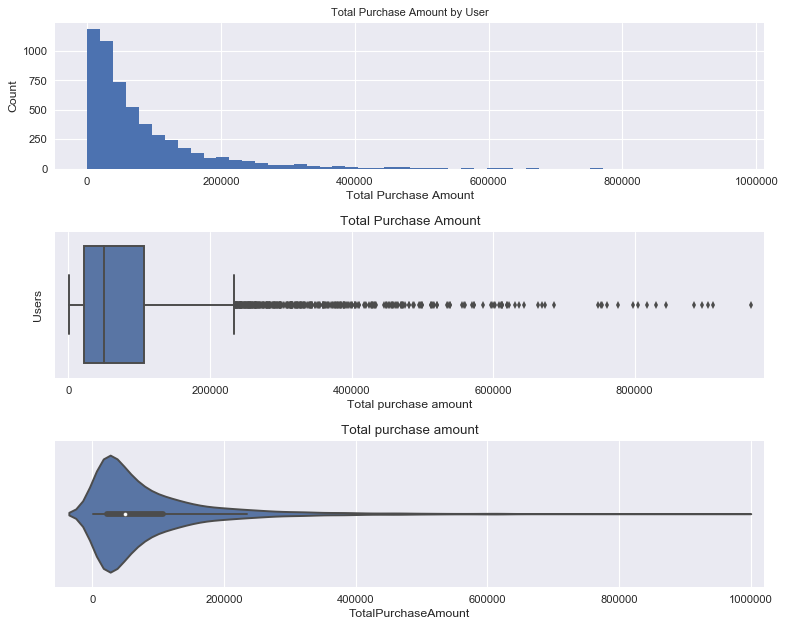 Total Purchase Amount by User
1000
750
500
250
0
Count
0 200000 400000 600000 800000 1000000
Total Purchase Amount
Total Purchase Amount
Users
0 200000 400000 600000 800000
Total purchase amount
Total purchase amount
0 200000 400000 600000 800000 1000000
TotalPurchaseAmount